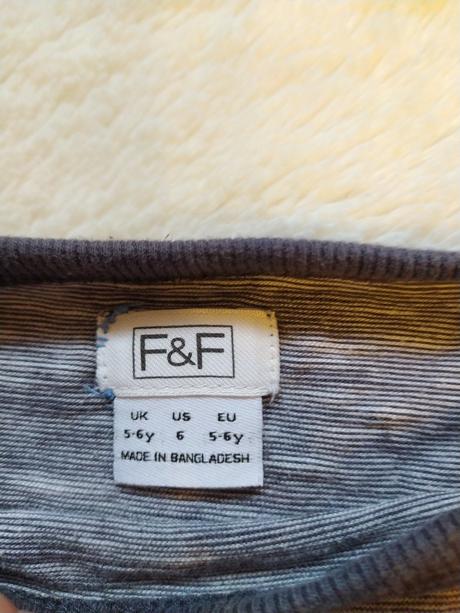 F&F
UK US EU
5-6y 6 5-6y
MADE IN BANGLADESH